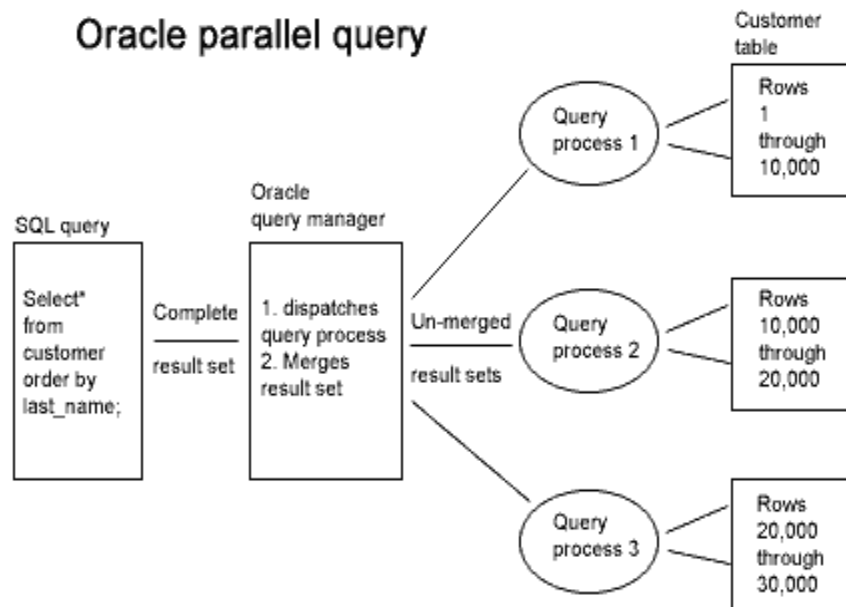 Oracle parallel query
SQL query
Select*
from
customer
order by
last_name;
Complete
result set
Oracle
query manager
1. dispatches
query process
2. Merges
result set
Un-merged
result sets
Query
process 1
Query
process 2
Query
process 3
Customer
table
Rows
1
through
10,000
Rows
10,000
through
20,000
Rows
20,000
through
30,000